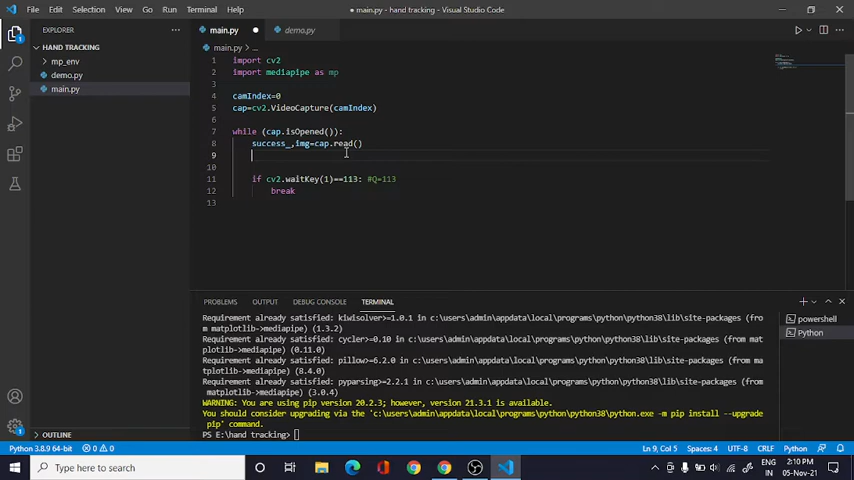 File Edit Selection View Go Run Terminal Help
● main.py - hand tracking - Visual Studio Code
EXPLORER
HAND TRACKING
mp_env
demo.py
main.py
OUTLINE
main.py
demo.py
main.py > ...
1 import cv2
2 import mediapipe as mp
3
4 camIndex=0
5 cap=cv2.VideoCapture(camIndex)
6
7 while (cap.isOpened()):
8 success_,img=cap.read()
9
10
11 if cv2.waitKey(1)==113: #Q=113
12 break
13
PROBLEMS OUTPUT DEBUG CONSOLE TERMINAL
powershell
Python
Requirement already satisfied: kiwisolver>=1.0.1 in c:\users\admin\appdata\local\programs\python\python38\lib\site-packages (fro
m matplotlib->mediapipe) (1.3.2)
Requirement already satisfied: cycler>=0.10 in c:\users\admin\appdata\local\programs\python\python38\lib\site-packages (from mat
plotlib->mediapipe) (0.11.0)
Requirement already satisfied: pillow>=6.2.0 in c:\users\admin\appdata\local\programs\python\python38\lib\site-packages (from ma
tplotlib->mediapipe) (8.4.0)
Requirement already satisfied: pyparsing>=2.2.1 in c:\users\admin\appdata\local\programs\python\python38\lib\site-packages (from
matplotlib->mediapipe) (3.0.4)
WARNING: You are using pip version 20.2.3; however, version 21.3.1 is available.
You should consider upgrading via the 'c:\users\admin\appdata\local\programs\python\python38\python.exe -m pip install --upgrade
pip' command.
PS E:\hand tracking>
Python 3.8.9 64-bit 0 0
Ln 9, Col 5 Spaces: 4 UTF-8 CRLF Python
Type here to search
ENG
IN
2:10 PM
05-Nov-21